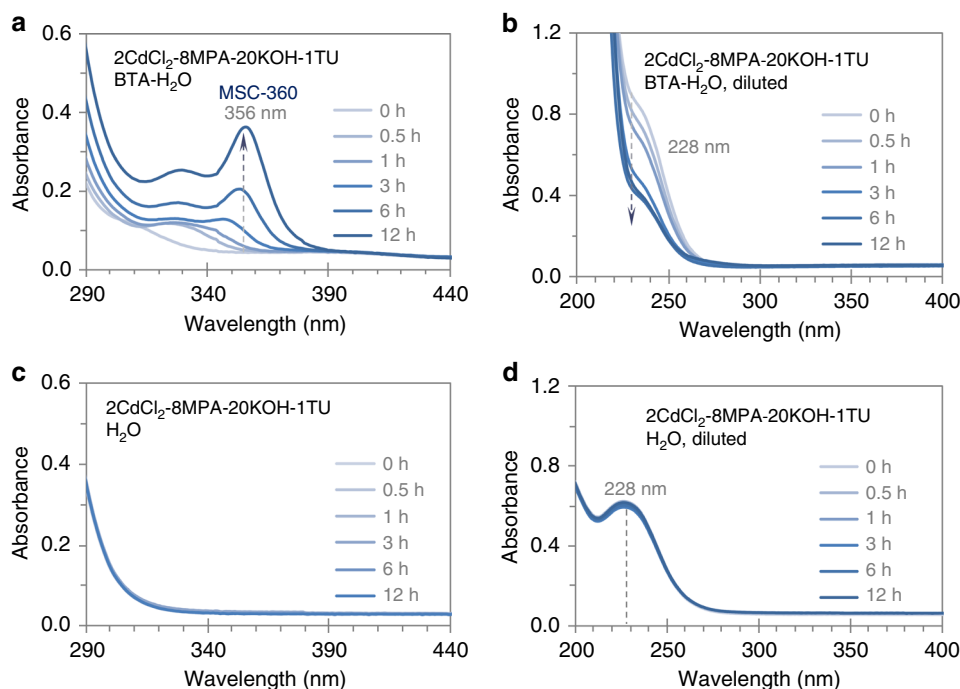 a
0.6
0.4
0.2
0.0
Absorbance
2CdCl₂-8MPA-20KOH-1TU
BTA-H₂O
MSC-360
356 nm
0 h
0.5 h
1 h
3 h
6 h
12 h
290
340
390
440
Wavelength (nm)
b
1.2
0.8
0.4
0.0
Absorbance
2CdCl₂-8MPA-20KOH-1TU
BTA-H₂O, diluted
228 nm
0 h
0.5 h
1 h
3 h
6 h
12 h
200
250
300
350
400
Wavelength (nm)
c
0.6
0.4
0.2
0.0
Absorbance
2CdCl₂-8MPA-20KOH-1TU
H₂O
0 h
0.5 h
1 h
3 h
6 h
12 h
290
340
390
440
Wavelength (nm)
d
1.2
0.8
0.4
0.0
Absorbance
2CdCl₂-8MPA-20KOH-1TU
H₂O, diluted
228 nm
0 h
0.5 h
1 h
3 h
6 h
12 h
200
250
300
350
400
Wavelength (nm)